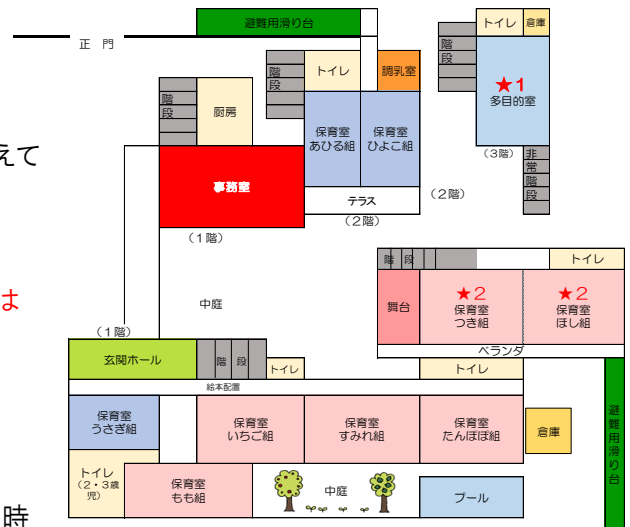 避難用滑り台
正 門
階
段
トイレ
調乳室
階
段
厨房
保育室
あひる組
保育室
ひよこ組
事務室
テラス
(1階)
(2階)
(2階)
階
段
トイレ
倉庫
★1
多目的室
(3階)
非
常
階
段
えて
は
時
階 段
トイレ
舞台
★2
保育室
つき組
★2
保育室
ほし組
ベランダ
中庭
(1階)
玄関ホール
階 段
トイレ
トイレ
絵本配置
保育室
うさぎ組
保育室
いちご組
保育室
すみれ組
保育室
たんぽぽ組
倉庫
避難用滑り台
トイレ
(2・3歳
児)
保育室
もも組
中庭
プール